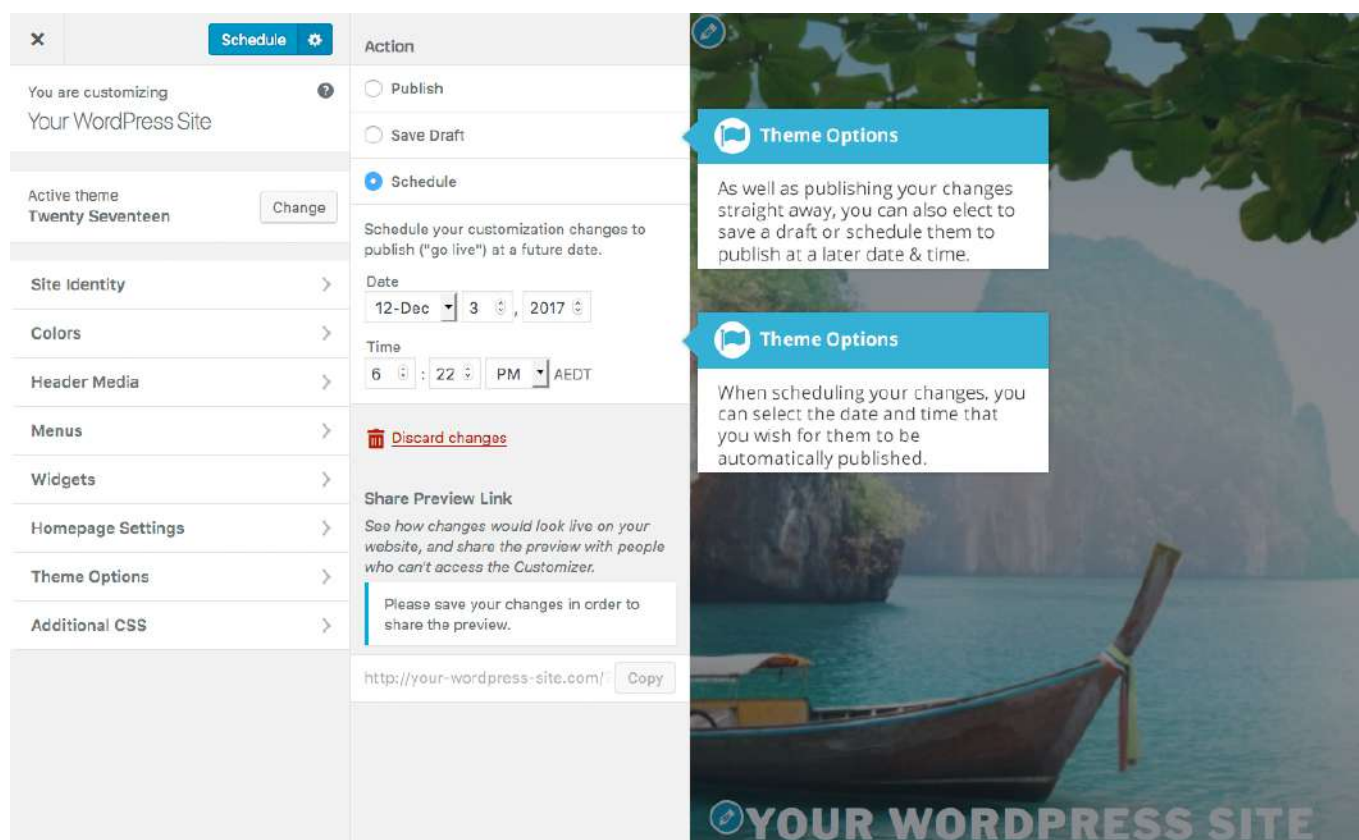 Schedule
You are customizing
Your WordPress Site
Active theme
Twenty Seventeen
Change
Site Identity
Colors
Header Media
Menus
Widgets
Homepage Settings
Theme Options
Additional CSS
Action
Publish
Save Draft
Schedule
Schedule your customization changes to
publish ("go live") at a future date.
Date
12-Dec 3 , 2017
Time
6 : 22 PM AEDT
Discard changes
Share Preview Link
See how changes would look live on your
website, and share the preview with people
who can't access the Customizer.
Please save your changes in order to
share the preview.
http://your-wordpress-site.com/ Copy
Theme Options
As well as publishing your changes
straight away, you can also elect to
save a draft or schedule them to
publish at a later date & time.
Theme Options
When scheduling your changes, you
can select the date and time that
you wish for them to be
automatically published.
YOUR WORDPRESS SITE